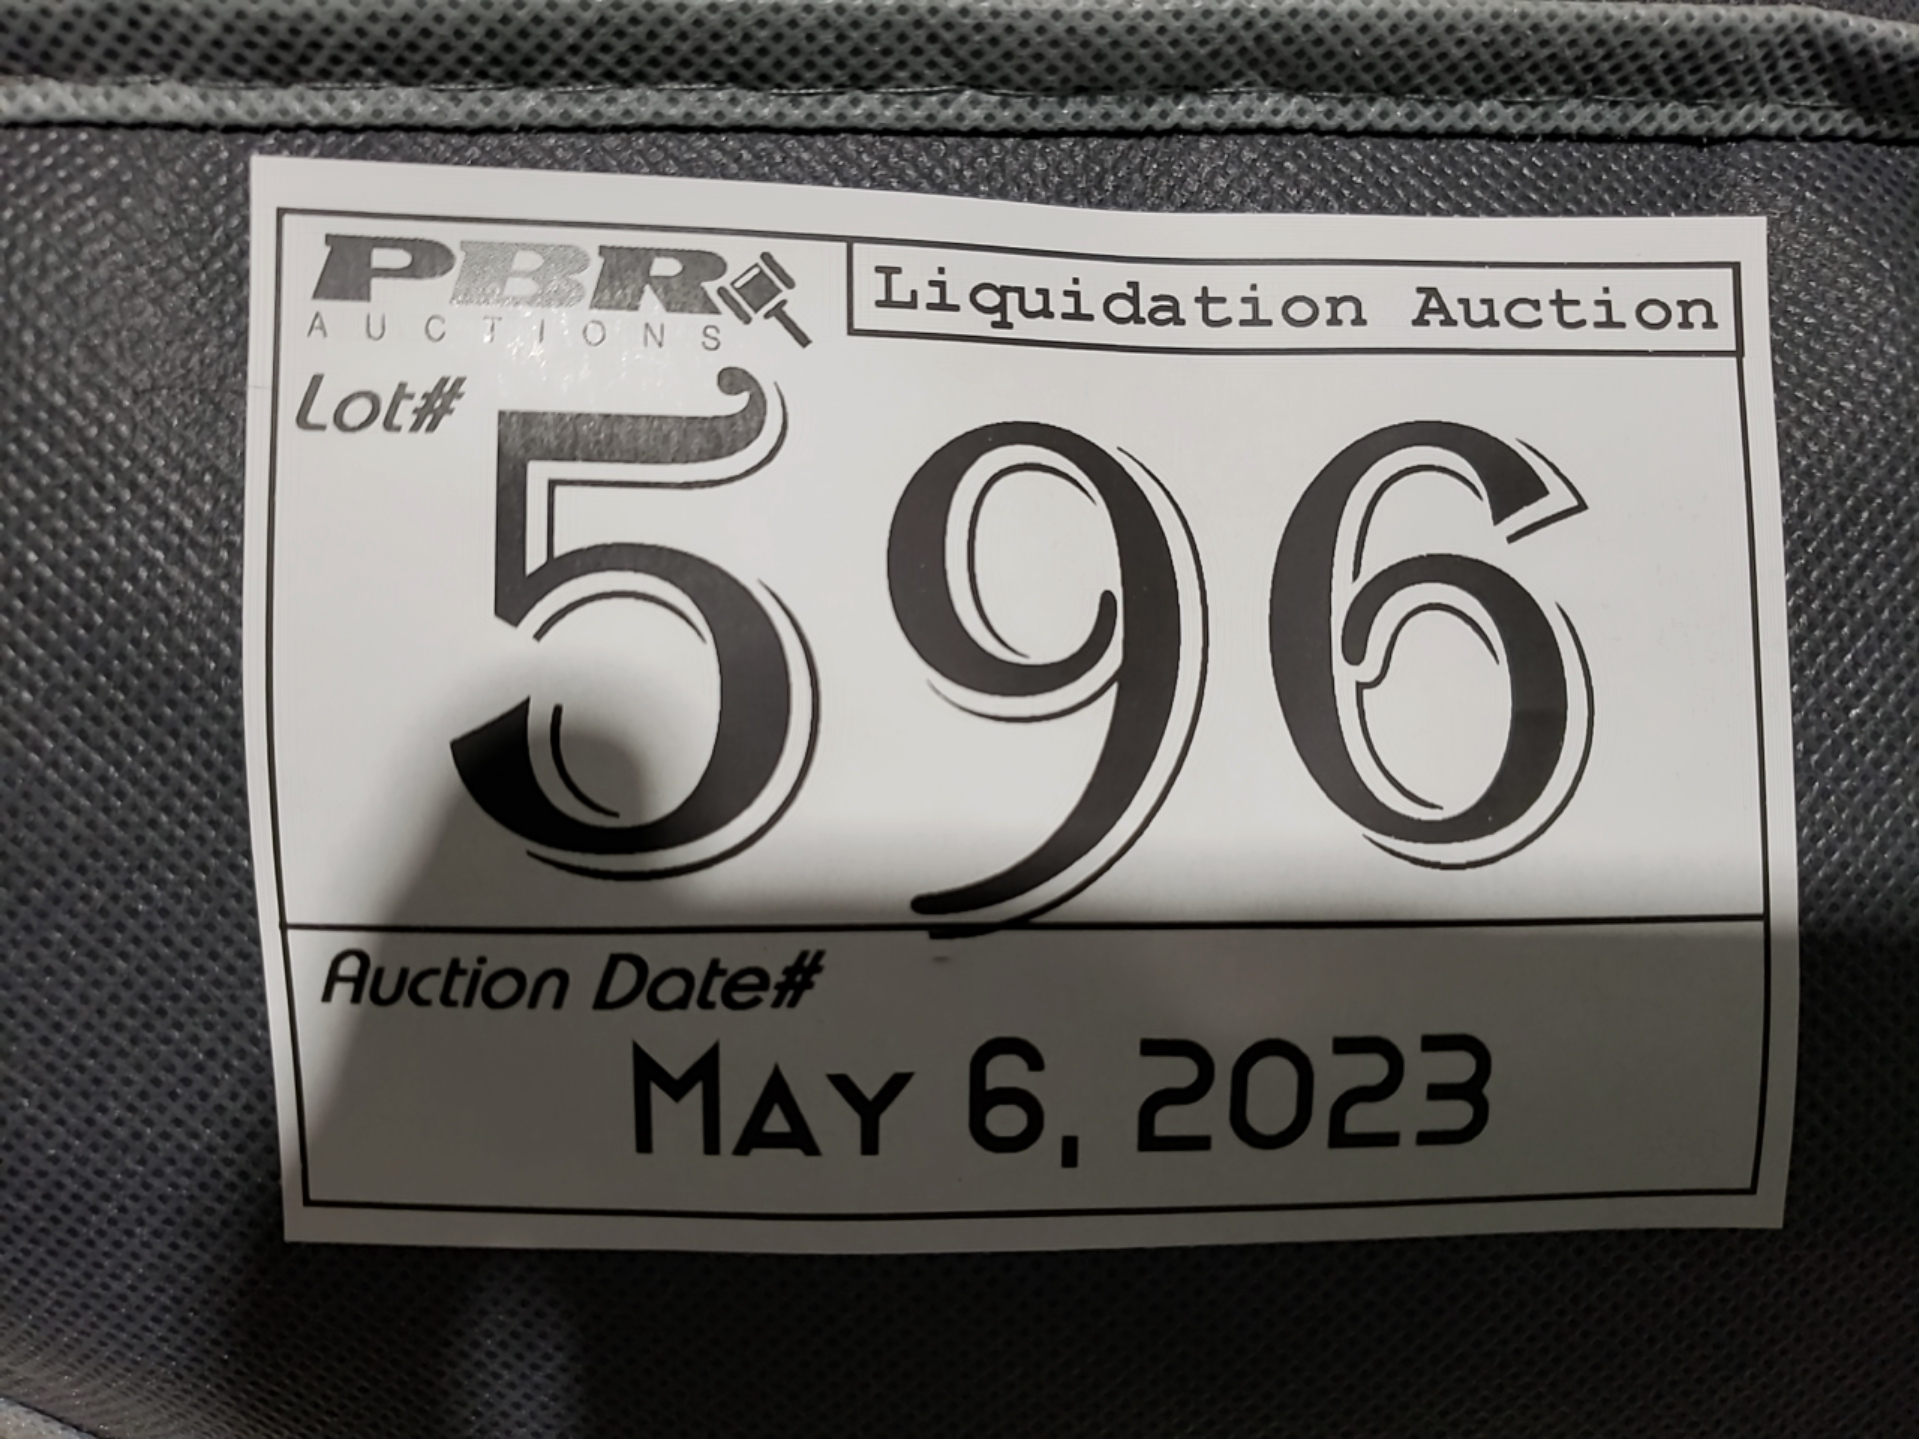 PBR
AUCTIONS
Liquidation Auction
Lot#
596
Auction Date#
MAY 6, 2023